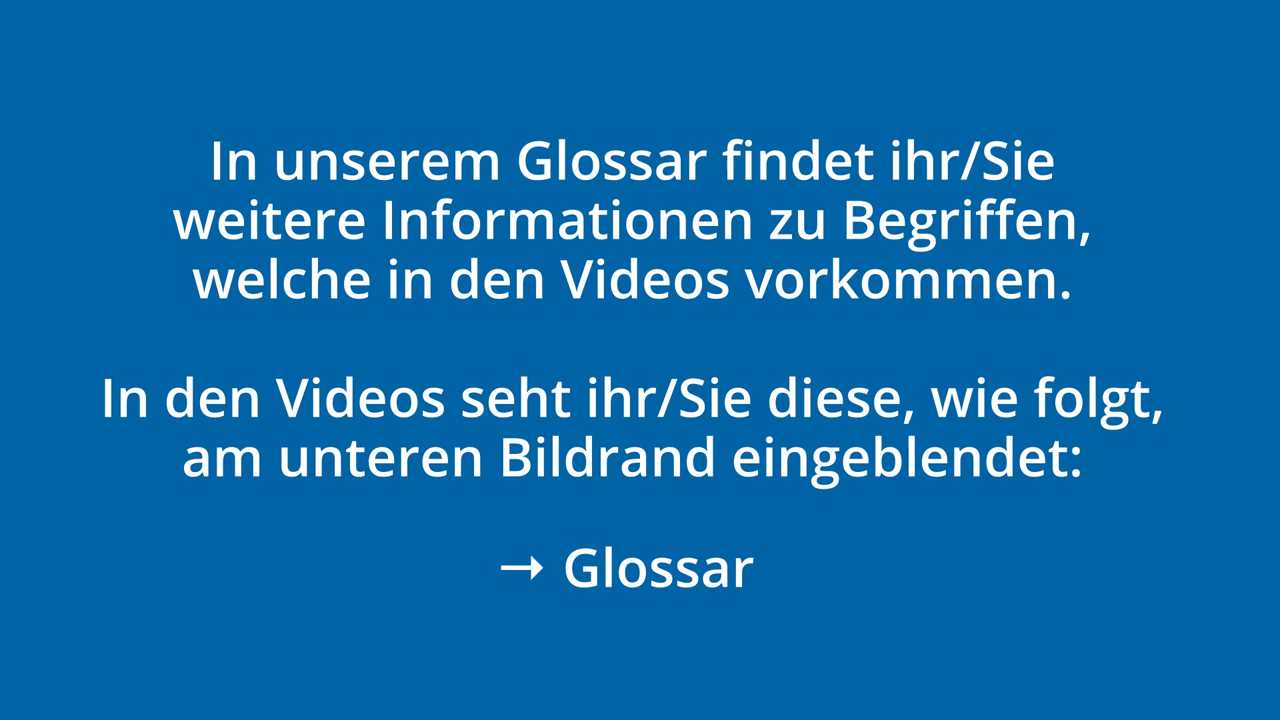 In unserem Glossar findet ihr/Sie
weitere Informationen zu Begriffen,
welche in den Videos vorkommen.
In den Videos seht ihr/Sie diese, wie folgt,
am unteren Bildrand eingeblendet:
→ Glossar